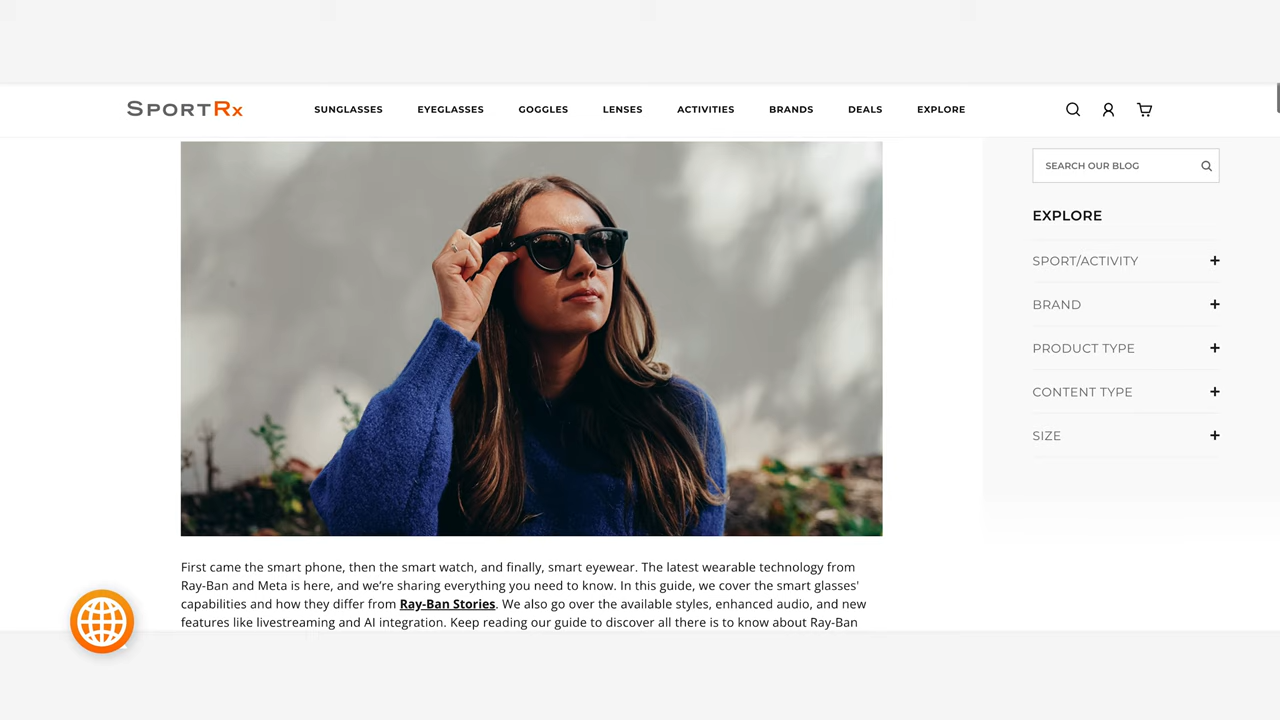 SPORTRx
SUNGLASSES EYEGLASSES GOGGLES LENSES ACTIVITIES BRANDS DEALS EXPLORE
SEARCH OUR BLOG
EXPLORE
SPORT/ACTIVITY +
BRAND +
PRODUCT TYPE +
CONTENT TYPE +
SIZE +
First came the smart phone, then the smart watch, and finally, smart eyewear. The latest wearable technology from
Ray-Ban and Meta is here, and we’re sharing everything you need to know. In this guide, we cover the smart glasses'
capabilities and how they differ from Ray-Ban Stories. We also go over the available styles, enhanced audio, and new
features like livestreaming and AI integration. Keep reading our guide to discover all there is to know about Ray-Ban